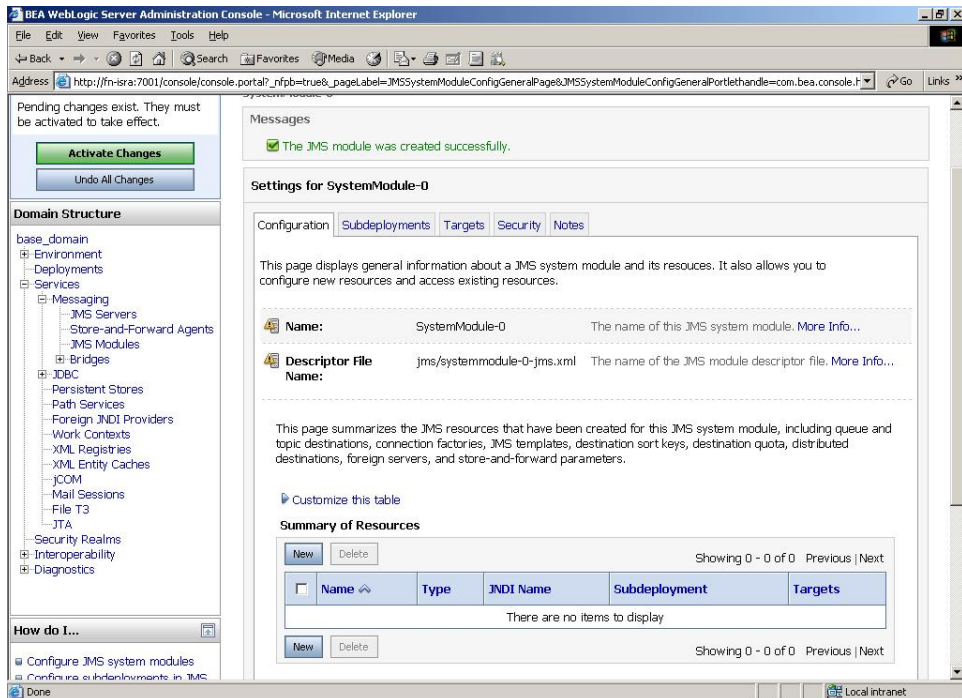 BEA WebLogic Server Administration Console - Microsoft Internet Explorer
File Edit View Favorites Tools Help
Back Search Favorites Media
Address http://fn-isra:7001/console/console.portal?_nfpb=true&_pageLabel=JMSSystemModuleConfigGeneralPage&JMSSystemModuleConfigGeneralPortlethandle=com.bea.console.h Go Links »
Pending changes exist. They must
be activated to take effect.
Activate Changes
Undo All Changes
Domain Structure
base_domain
Environment
Deployments
Services
Messaging
JMS Servers
Store-and-Forward Agents
JMS Modules
Bridges
JDBC
Persistent Stores
Path Services
Foreign JNDI Providers
Work Contexts
XML Registries
XML Entity Caches
jCOM
Mail Sessions
File T3
JTA
Security Realms
Interoperability
Diagnostics
How do I...
Configure JMS system modules
Configure subdeployments in JMS
SystemModule-0
Messages
The JMS module was created successfully.
Settings for SystemModule-0
Configuration Subdeployments Targets Security Notes
This page displays general information about a JMS system module and its resouces. It also allows you to
configure new resources and access existing resources.
Name: SystemModule-0 The name of this JMS system module. More Info...
Descriptor File jms/systemmodule-0-jms.xml The name of the JMS module descriptor file. More Info...
Name:
This page summarizes the JMS resources that have been created for this JMS system module, including queue and
topic destinations, connection factories, JMS templates, destination sort keys, destination quota, distributed
destinations, foreign servers, and store-and-forward parameters.
Customize this table
Summary of Resources
New Delete Showing 0 - 0 of 0 Previous | Next
Name Type JNDI Name Subdeployment Targets
There are no items to display
New Delete Showing 0 - 0 of 0 Previous | Next
Done Local intranet